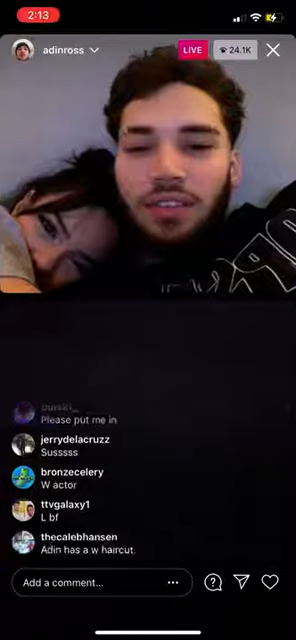 2:13
adinross
LIVE
24.1K
Please put me in
jerrydelacruzz
Susssss
bronzecelery
W actor
ttvgalaxy1
L bf
thecalebhansen
Adin has a w haircut
Add a comment...